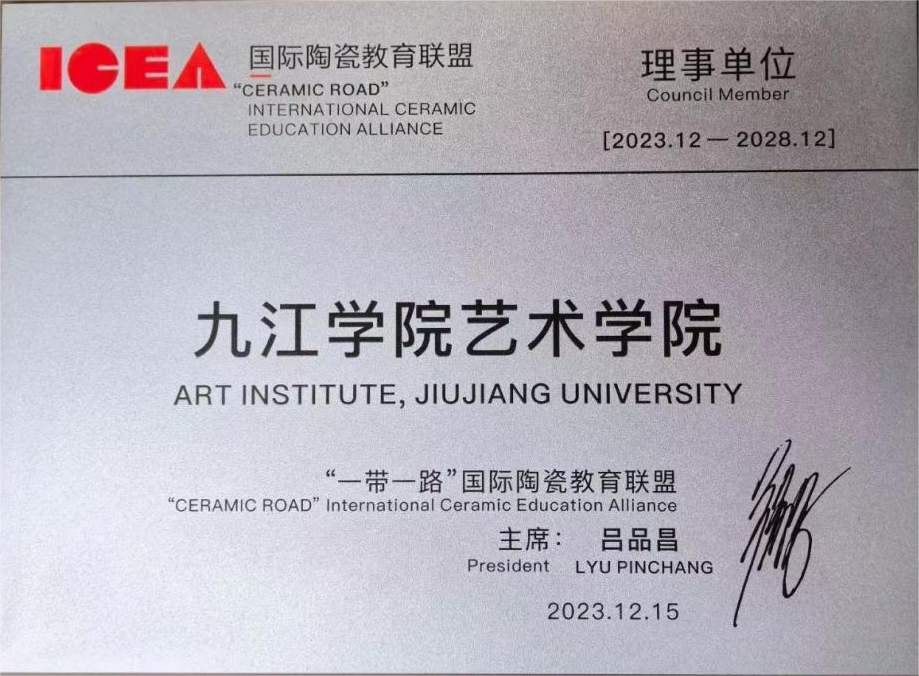 ICEA
国际陶瓷教育联盟
“CERAMIC ROAD”
INTERNATIONAL CERAMIC
EDUCATION ALLIANCE
理事单位
Council Member
[2023.12 — 2028.12]
九江学院艺术学院
ART INSTITUTE, JIUJIANG UNIVERSITY
“一带一路”国际陶瓷教育联盟
“CERAMIC ROAD” International Ceramic Education Alliance
主席： 吕品昌
President LYU PINCHANG
2023.12.15